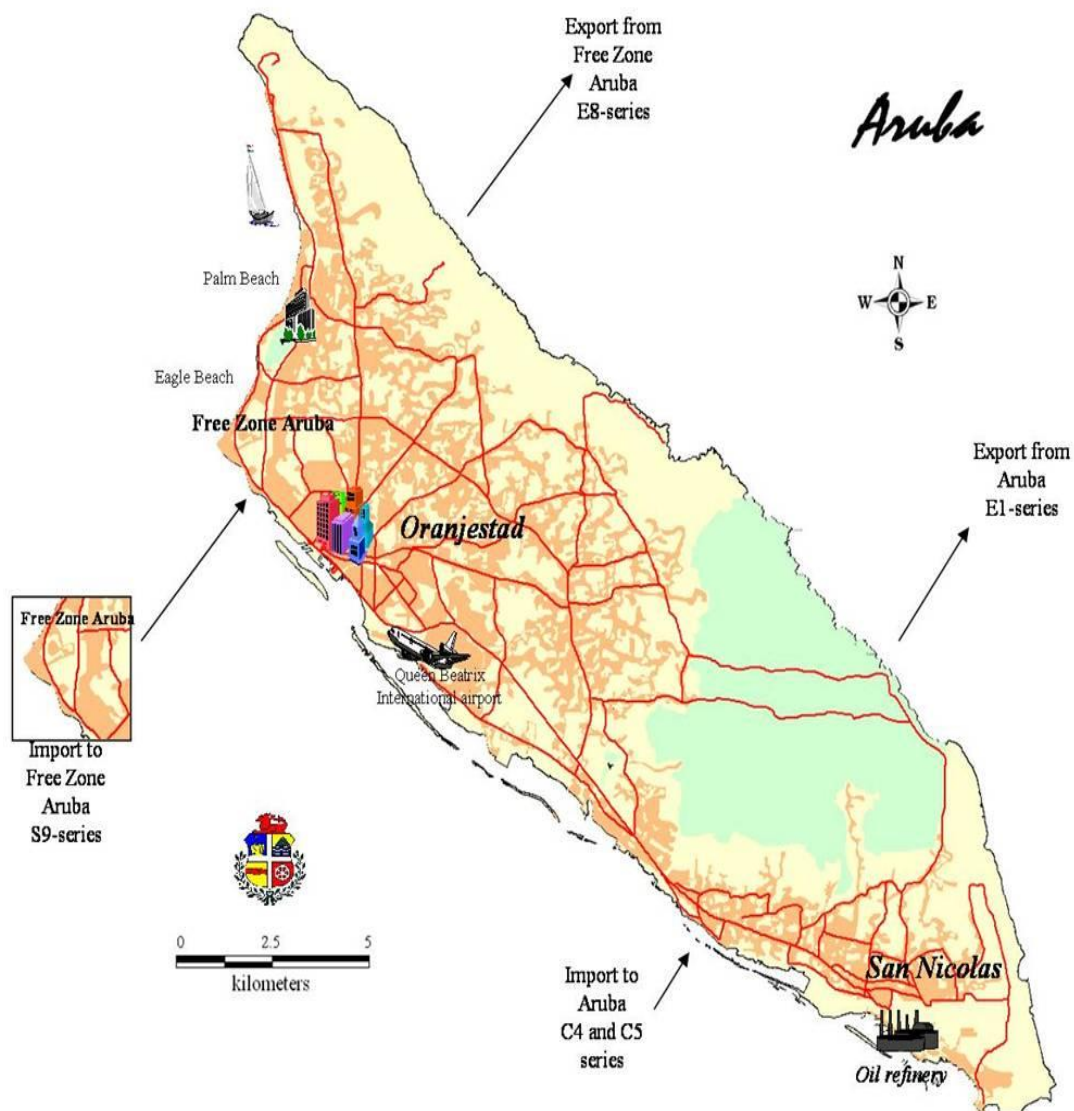 Export from
Free Zone
Aruba
E8-series
Aruba
N
W E
S
Palm Beach
Eagle Beach
Free Zone Aruba
Export from
Aruba
E1-series
Oranjestad
Free Zone Aruba
Queen Beatrix
International airport
Import to
Free Zone
Aruba
S9-series
0 2.5 5
kilometers
San Nicolas
Import to
Aruba
C4 and C5
series
Oil refinery